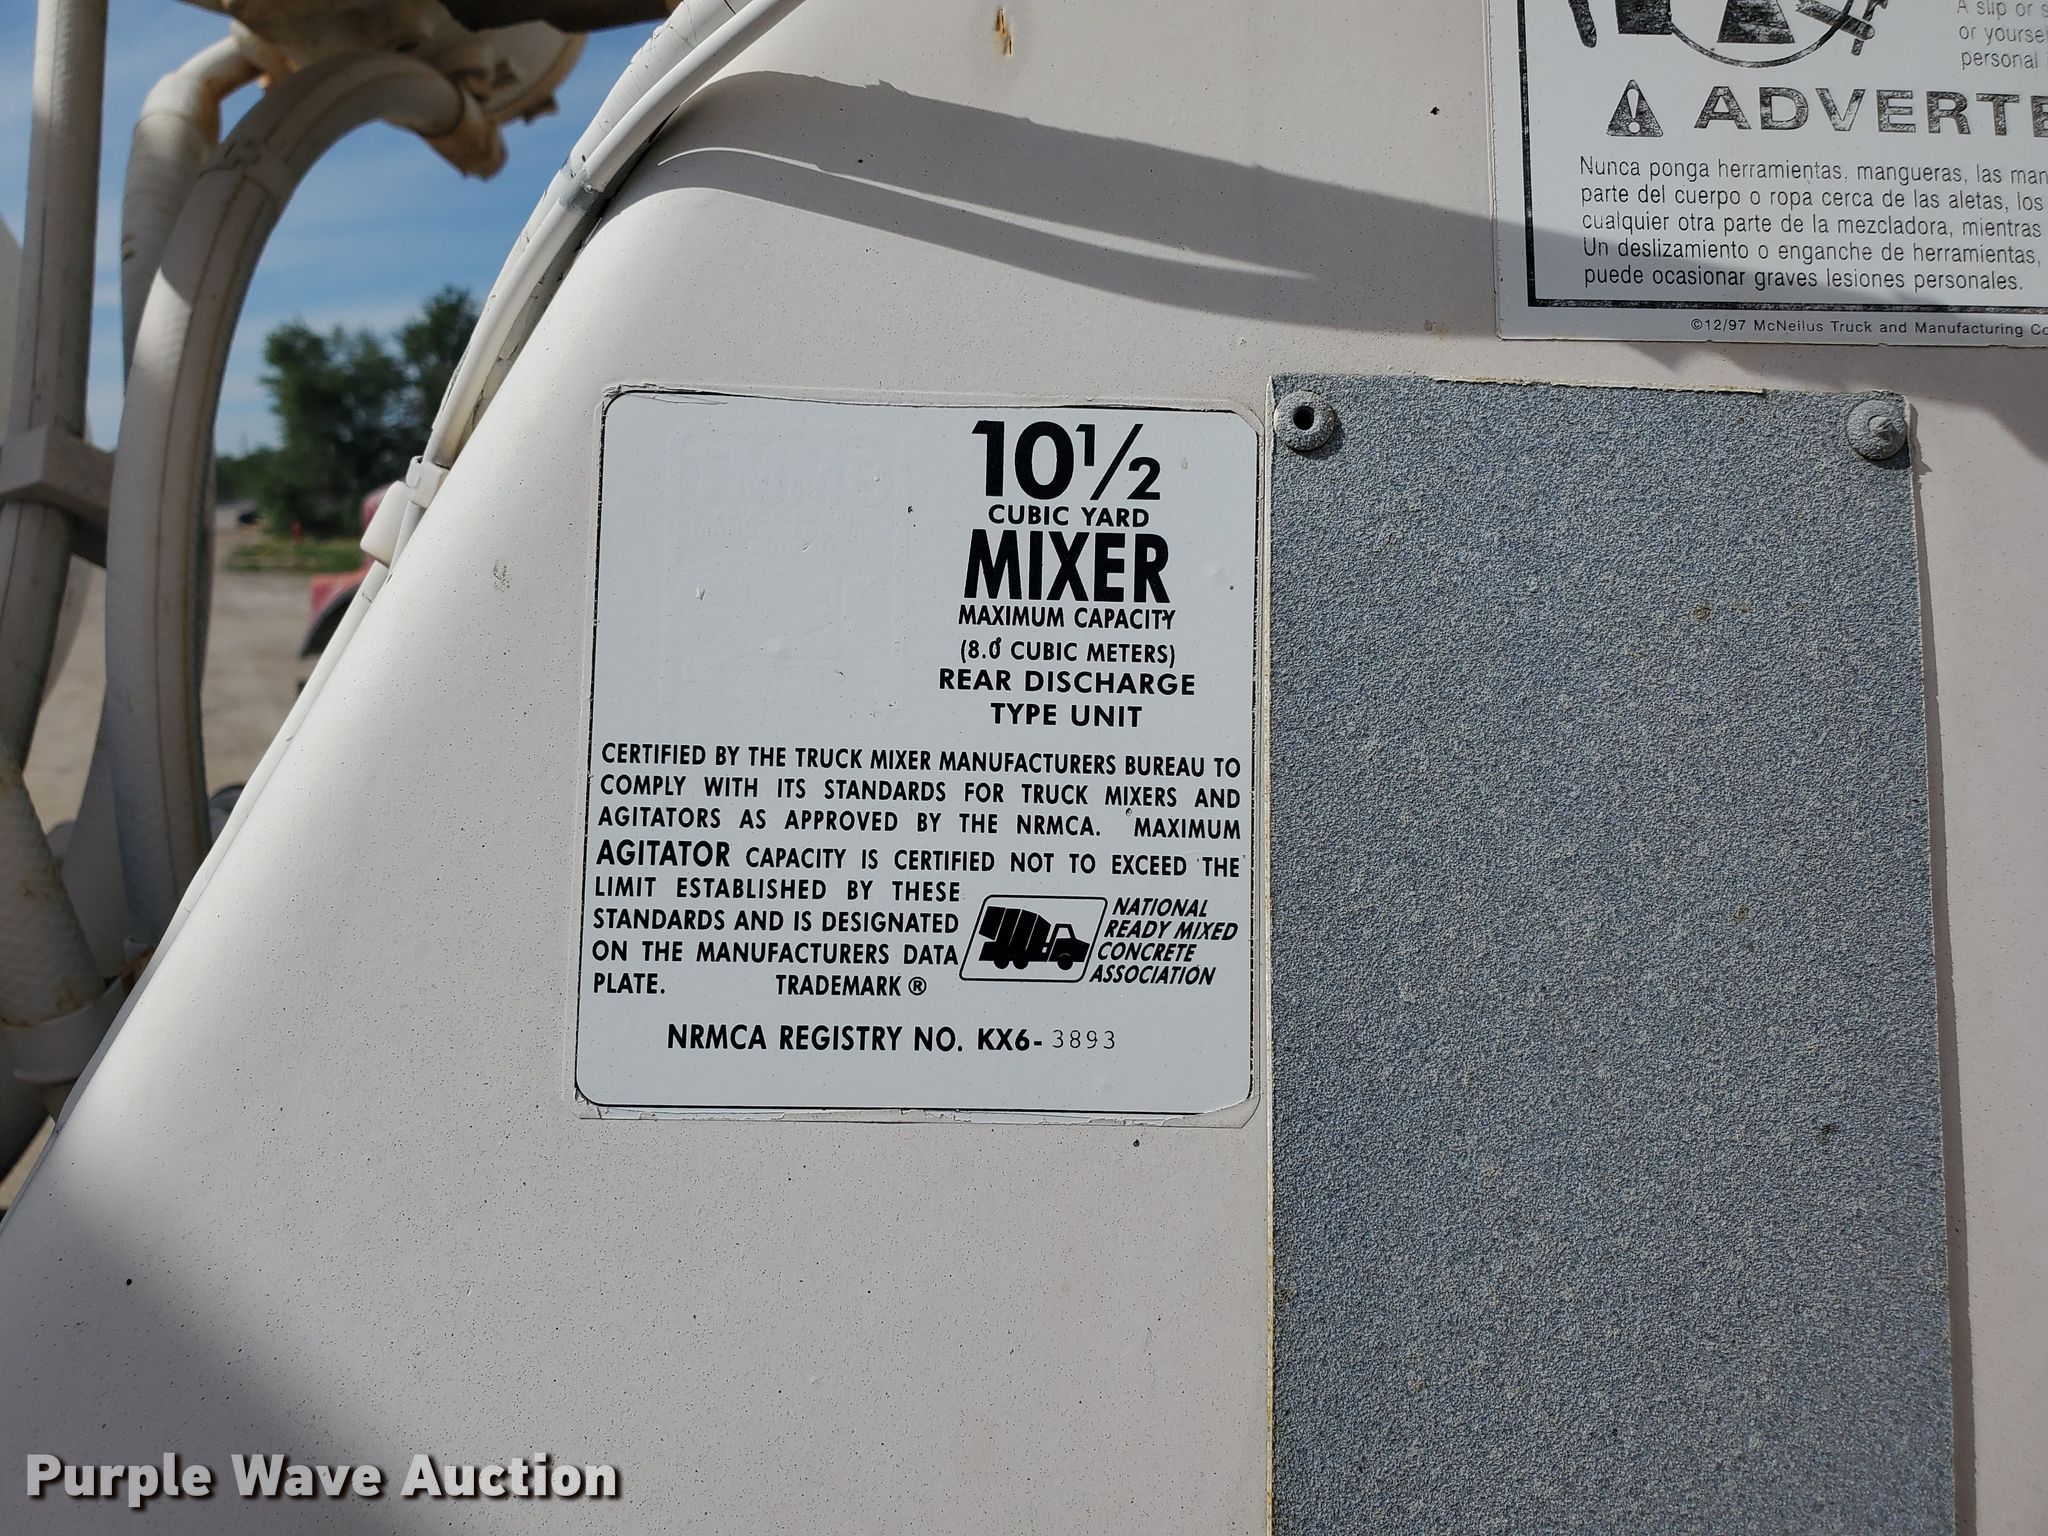 A slip or
or yourse
personal
ADVERTE
Nunca ponga herramientas, mangueras, las man
parte del cuerpo o ropa cerca de las aletas, los
cualquier otra parte de la mezcladora, mientras
Un deslizamiento o enganche de herramientas,
puede ocasionar graves lesiones personales.
©12/97 McNeilus Truck and Manufacturing Co
TMMB
10 1/2
CUBIC YARD
MIXER
MAXIMUM CAPACITY
(8.0 CUBIC METERS)
REAR DISCHARGE
TYPE UNIT
CERTIFIED BY THE TRUCK MIXER MANUFACTURERS BUREAU TO
COMPLY WITH ITS STANDARDS FOR TRUCK MIXERS AND
AGITATORS AS APPROVED BY THE NRMCA. MAXIMUM
AGITATOR CAPACITY IS CERTIFIED NOT TO EXCEED THE
LIMIT ESTABLISHED BY THESE
STANDARDS AND IS DESIGNATED
ON THE MANUFACTURERS DATA
PLATE. TRADEMARK ®
NATIONAL
READY MIXED
CONCRETE
ASSOCIATION
NRMCA REGISTRY NO. KX6- 3893
Purple Wave Auction